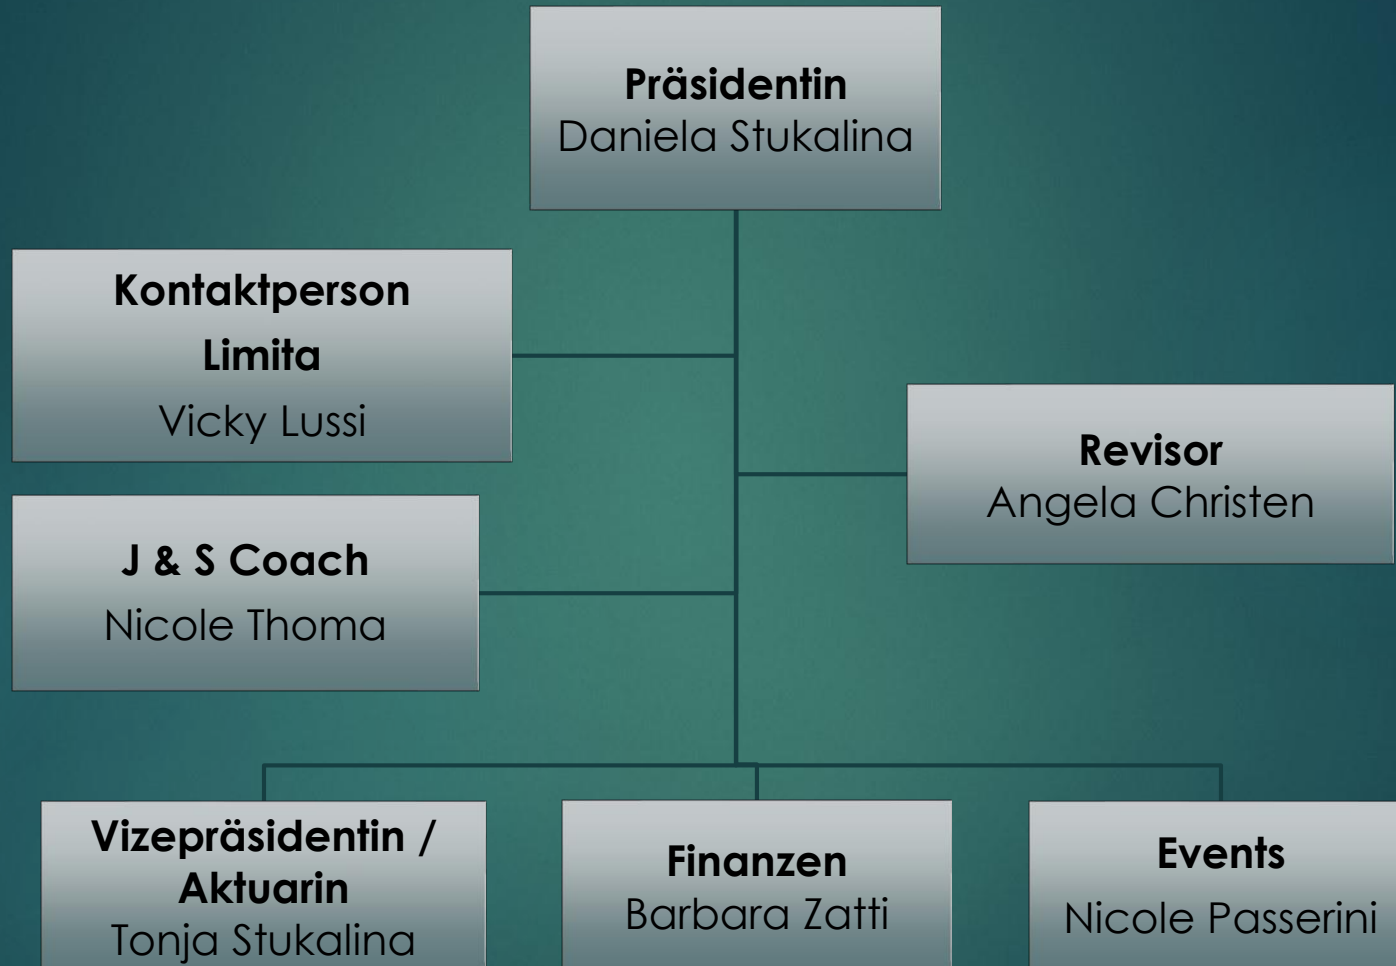 Präsidentin
Daniela Stukalina
Kontaktperson
Limita
Vicky Lussi
Revisor
Angela Christen
J & S Coach
Nicole Thoma
Vizepräsidentin /
Aktuarin
Tonja Stukalina
Finanzen
Barbara Zatti
Events
Nicole Passerini